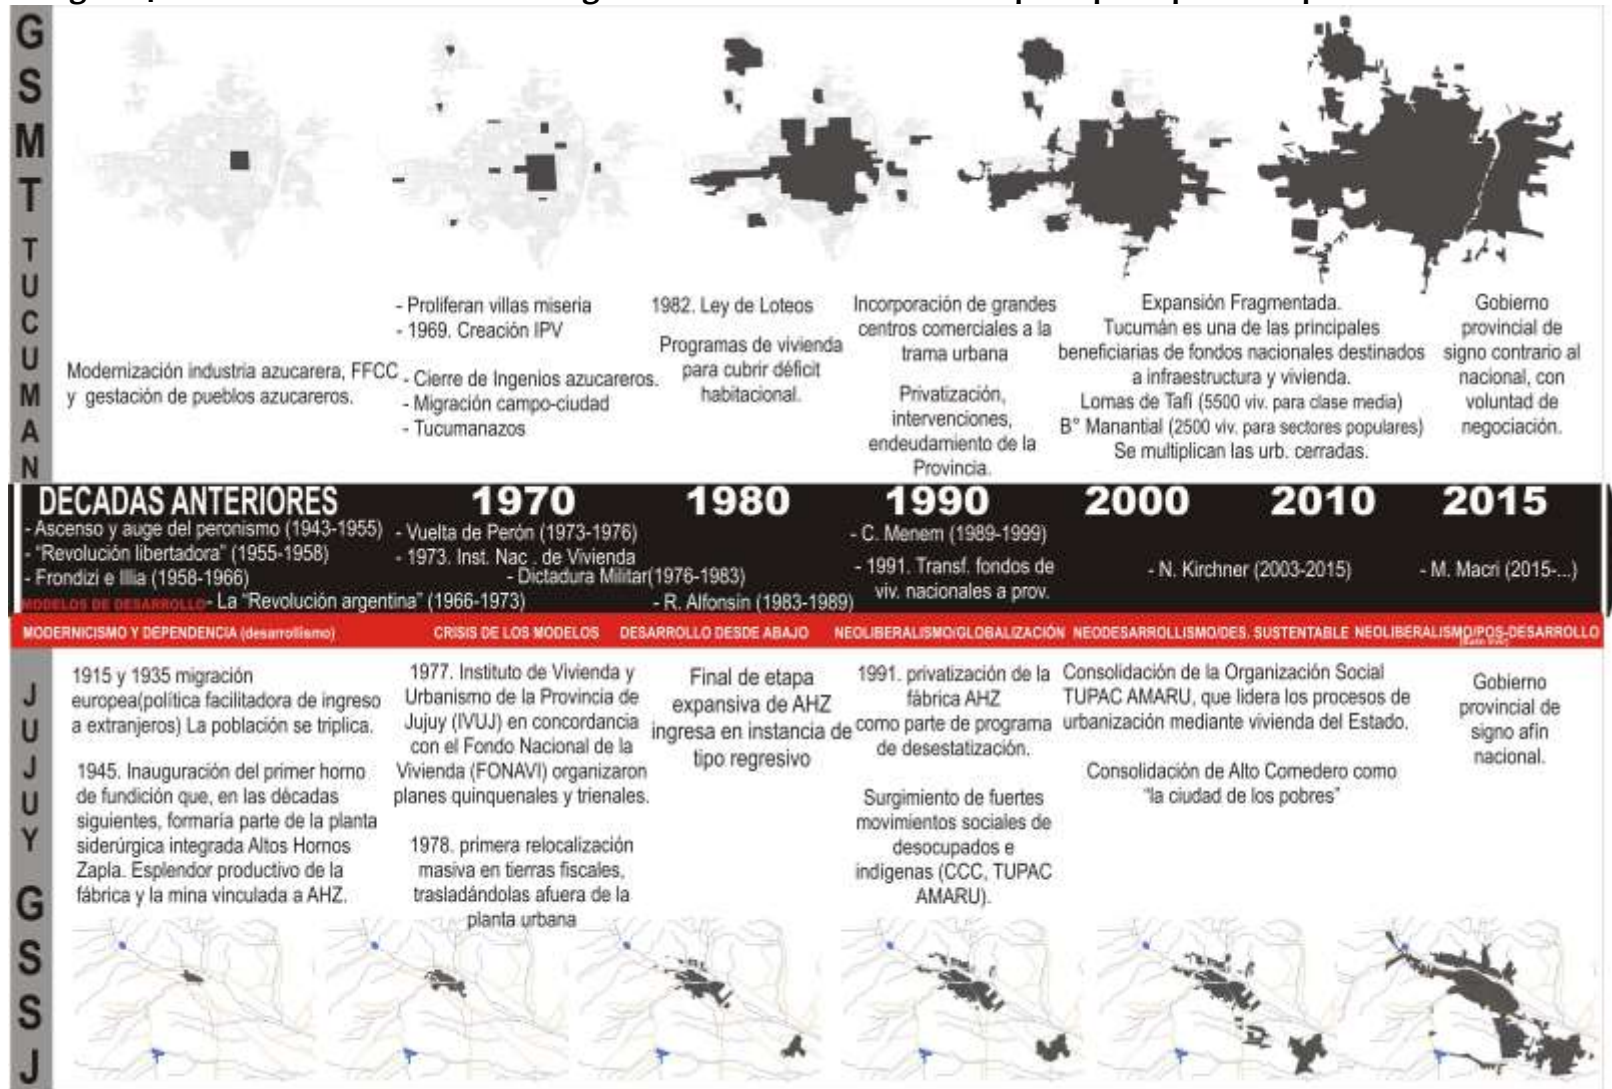 GSMT TUCUMAN
- Proliferan villas miseria
- 1969. Creación IPV
Modernización industria azucarera, FFCC
y gestación de pueblos azucareros.
- Cierre de Ingenios azucareros.
- Migración campo-ciudad
- Tucumanazos
1982. Ley de Loteos
Programas de vivienda
para cubrir déficit
habitacional.
Incorporación de grandes
centros comerciales a la
trama urbana
Privatización,
intervenciones,
endeudamiento de la
Provincia.
Expansión Fragmentada.
Tucumán es una de las principales
beneficiarias de fondos nacionales destinados
a infraestructura y vivienda.
Lomas de Tafí (5500 viv. para clase media)
B° Manantial (2500 viv. para sectores populares)
Se multiplican las urb. cerradas.
Gobierno
provincial de
signo contrario al
nacional, con
voluntad de
negociación.
DECADAS ANTERIORES 1970 1980 1990 2000 2010 2015
- Ascenso y auge del peronismo (1943-1955)
- "Revolución libertadora" (1955-1958)
- Frondizi e Illia (1958-1966)
- Vuelta de Perón (1973-1976)
- 1973. Inst. Nac . de Vivienda
- Dictadura Militar(1976-1983)
MODELOS DE DESARROLLO - La "Revolución argentina" (1966-1973)
- R. Alfonsín (1983-1989)
- C. Menem (1989-1999)
- 1991. Transf. fondos de
viv. nacionales a prov.
- N. Kirchner (2003-2015)
- M. Macri (2015-...)
MODERNICISMO Y DEPENDENCIA (desarrollismo) CRISIS DE LOS MODELOS DESARROLLO DESDE ABAJO NEOLIBERALISMO/GLOBALIZACIÓN NEODESARROLLISMO/DES. SUSTENTABLE NEOLIBERALISMO/POS-DESARROLLO
JUJUY GSSJ
1915 y 1935 migración
europea(política facilitadora de ingreso
a extranjeros) La población se triplica.
1945. Inauguración del primer horno
de fundición que, en las décadas
siguientes, formaría parte de la planta
siderúrgica integrada Altos Hornos
Zapla. Esplendor productivo de la
fábrica y la mina vinculada a AHZ.
1977. Instituto de Vivienda y
Urbanismo de la Provincia de
Jujuy (IVUJ) en concordancia
con el Fondo Nacional de la
Vivienda (FONAVI) organizaron
planes quinquenales y trienales.
1978. primera relocalización
masiva en tierras fiscales,
trasladándolas afuera de la
planta urbana
Final de etapa
expansiva de AHZ
ingresa en instancia de
tipo regresivo
1991. privatización de la
fábrica AHZ
como parte de programa
de desestatización.
Surgimiento de fuertes
movimientos sociales de
desocupados e
indígenas (CCC, TUPAC
AMARU).
Consolidación de la Organización Social
TUPAC AMARU, que lidera los procesos de
urbanización mediante vivienda del Estado.
Consolidación de Alto Comedero como
"la ciudad de los pobres"
Gobierno
provincial de
signo afín
nacional.